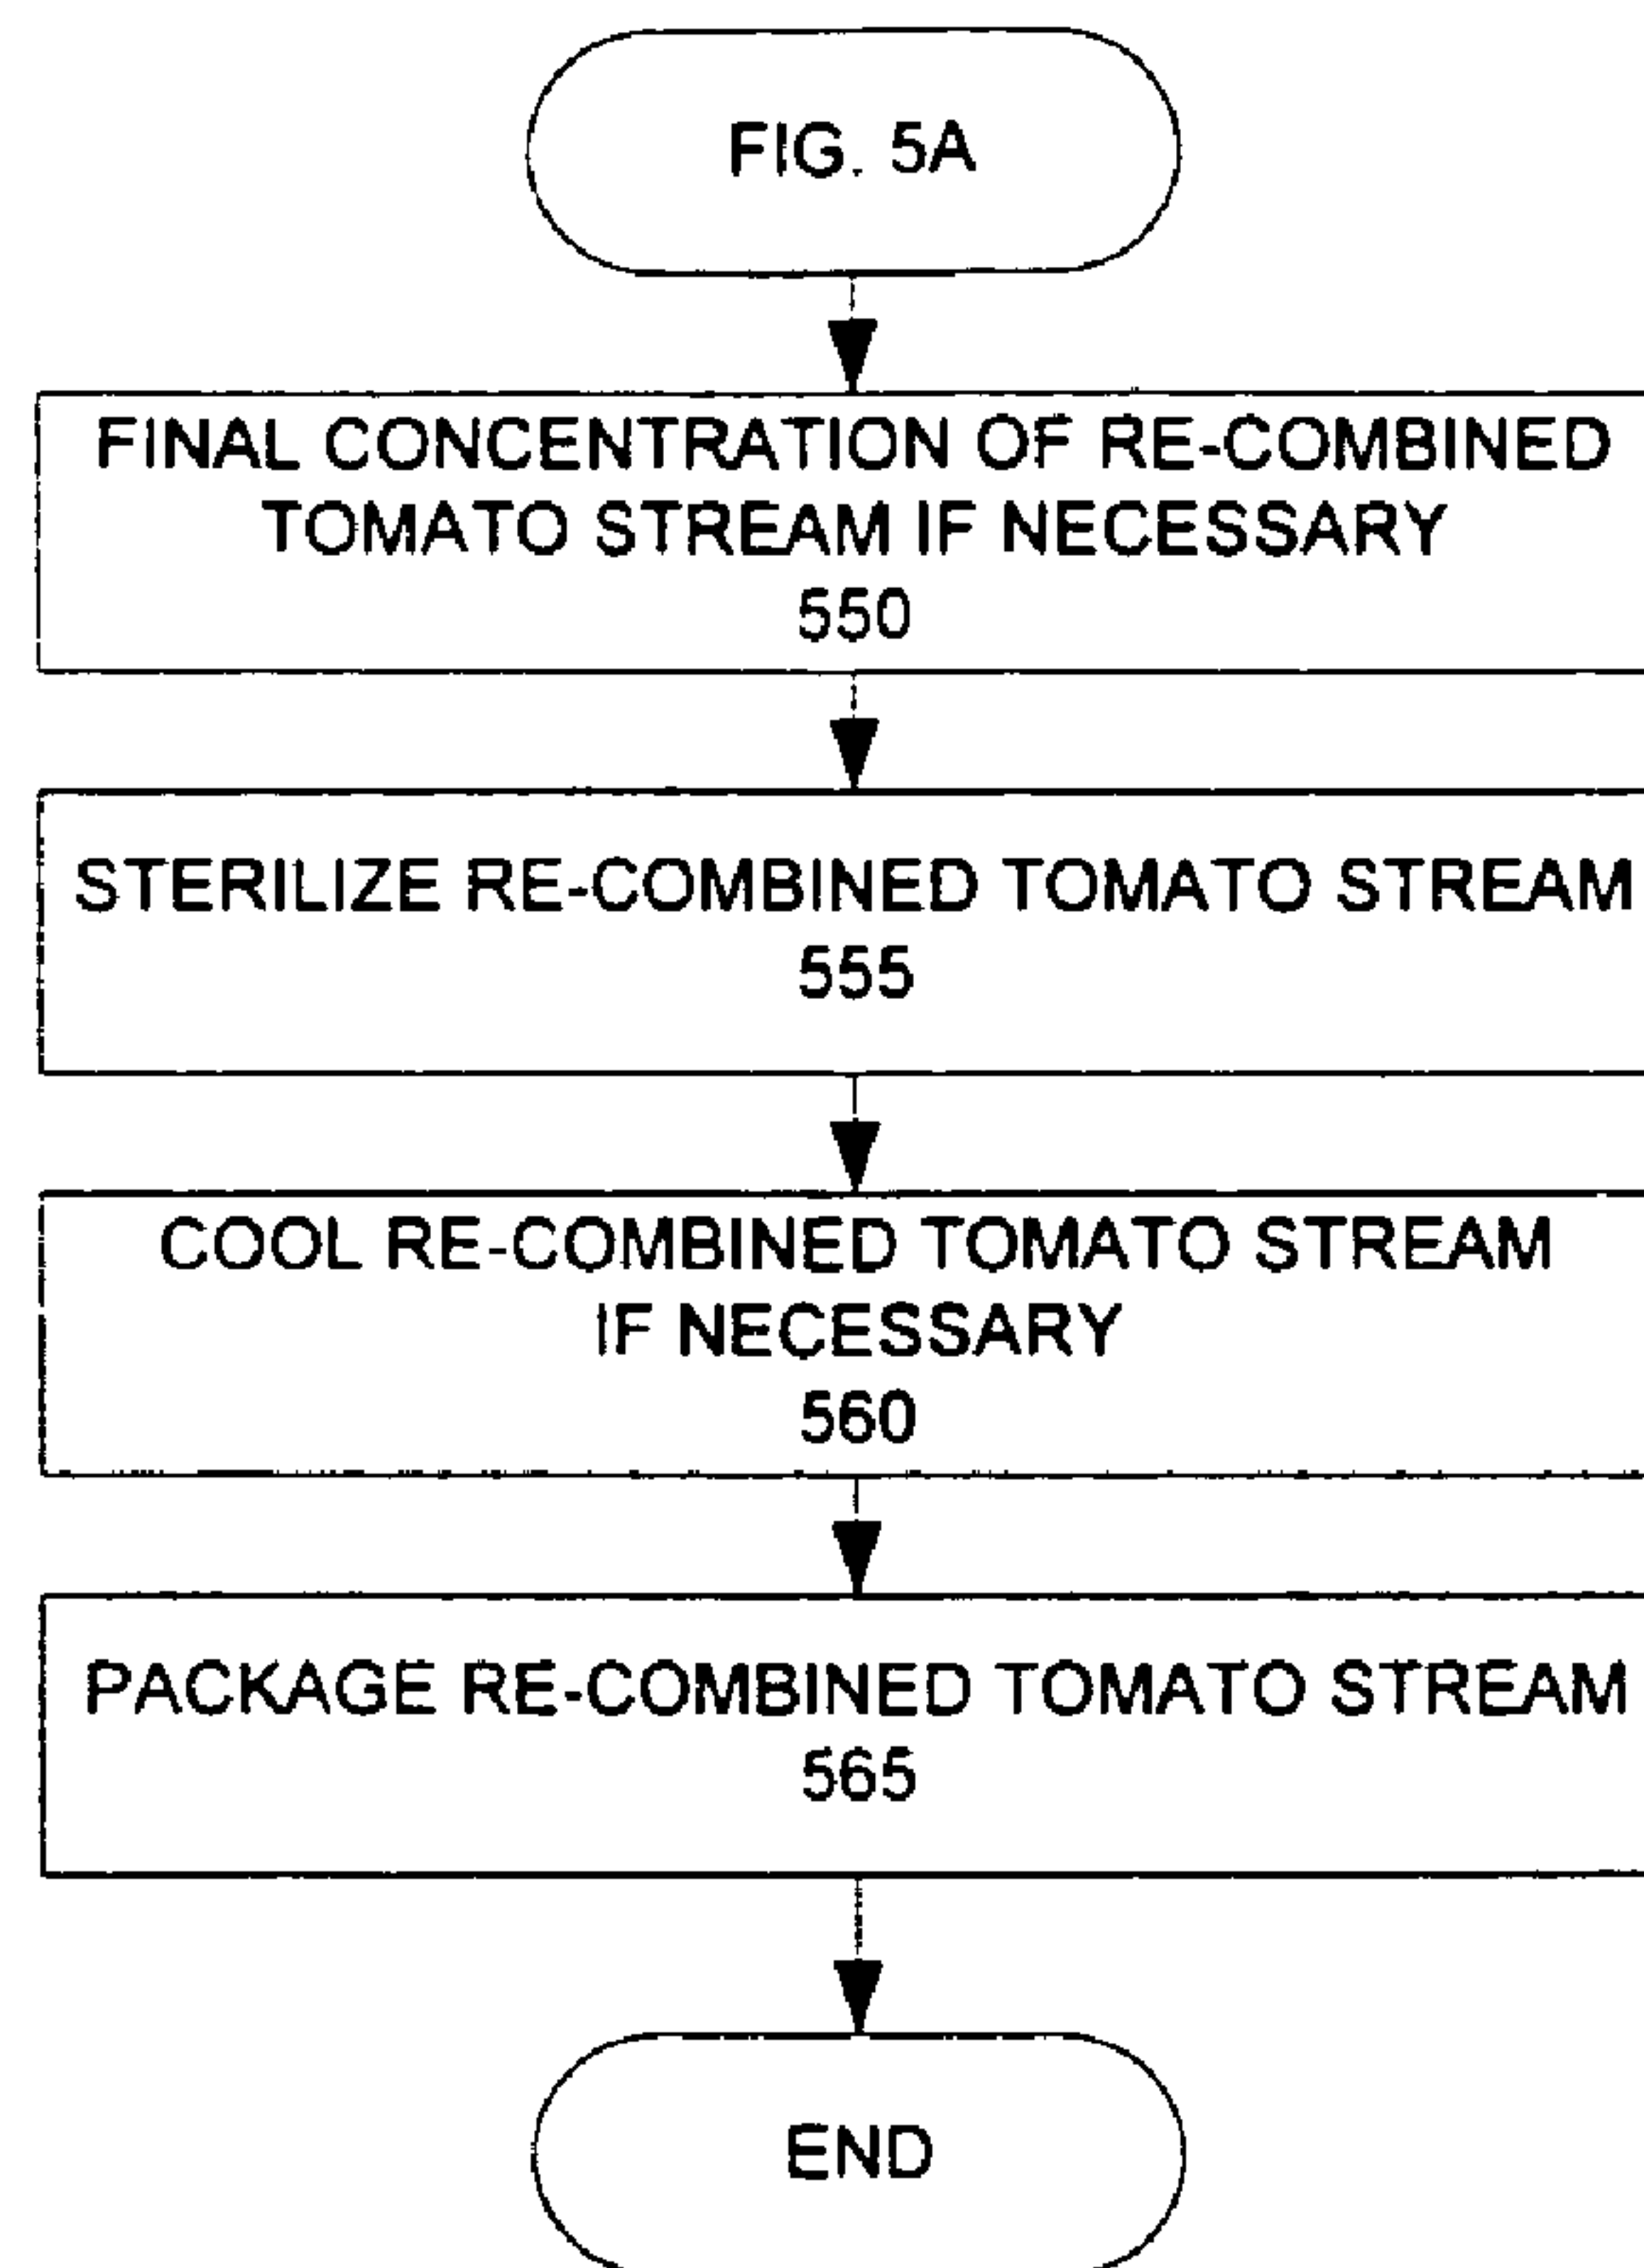 FIG. 5A
FINAL CONCENTRATION OF RE-COMBINED
TOMATO STREAM IF NECESSARY
550
STERILIZE RE-COMBINED TOMATO STREAM
555
COOL RE-COMBINED TOMATO STREAM
IF NECESSARY
560
PACKAGE RE-COMBINED TOMATO STREAM
565
END